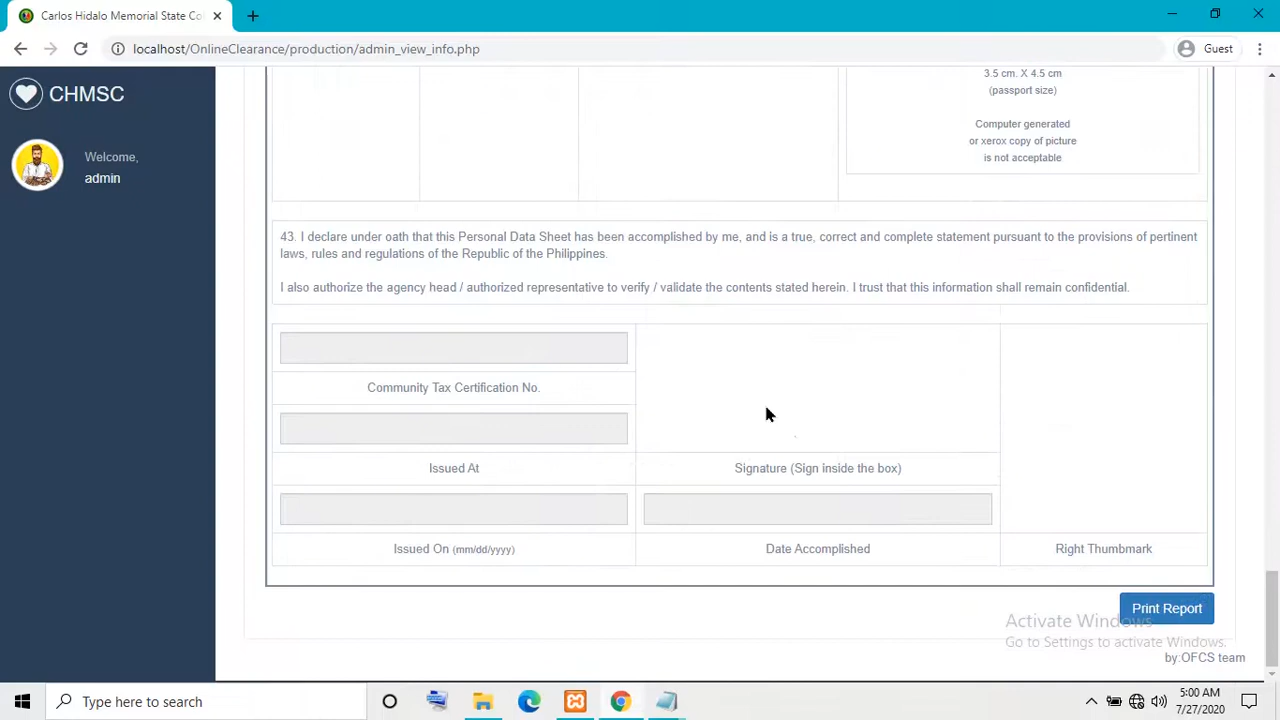 Carlos Hidalo Memorial State Co
localhost/OnlineClearance/production/admin_view_info.php
Guest
CHMSC
Welcome,
admin
3.5 cm. X 4.5 cm
(passport size)
Computer generated
or xerox copy of picture
is not acceptable
43. I declare under oath that this Personal Data Sheet has been accomplished by me, and is a true, correct and complete statement pursuant to the provisions of pertinent
laws, rules and regulations of the Republic of the Philippines.
I also authorize the agency head / authorized representative to verify / validate the contents stated herein. I trust that this information shall remain confidential.
Community Tax Certification No.
Issued At
Signature (Sign inside the box)
Issued On (mm/dd/yyyy)
Date Accomplished
Right Thumbmark
Print Report
Activate Windows
Go to Settings to activate Windows.
by:OFCS team
Type here to search
5:00 AM
7/27/2020